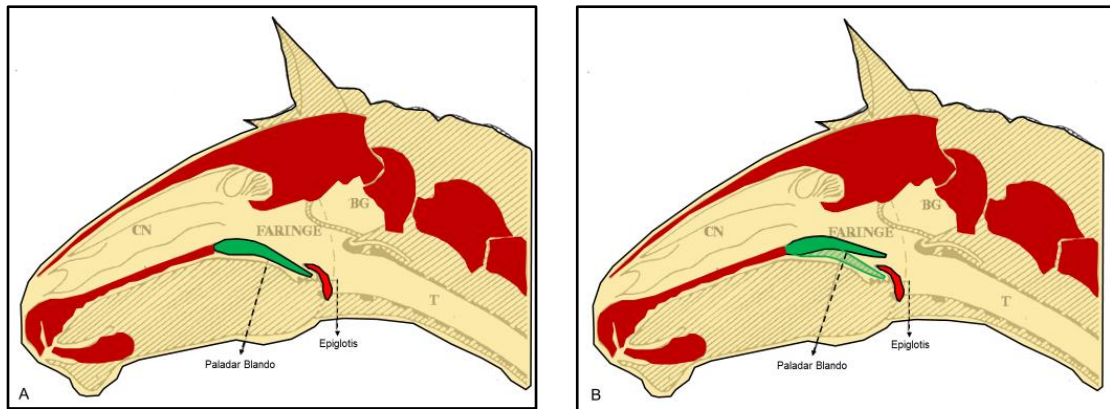 CN
BG
FARINGE
T
Epiglotis
Paladar Blando
A
CN
BG
FARINGE
T
Epiglotis
Paladar Blando
B